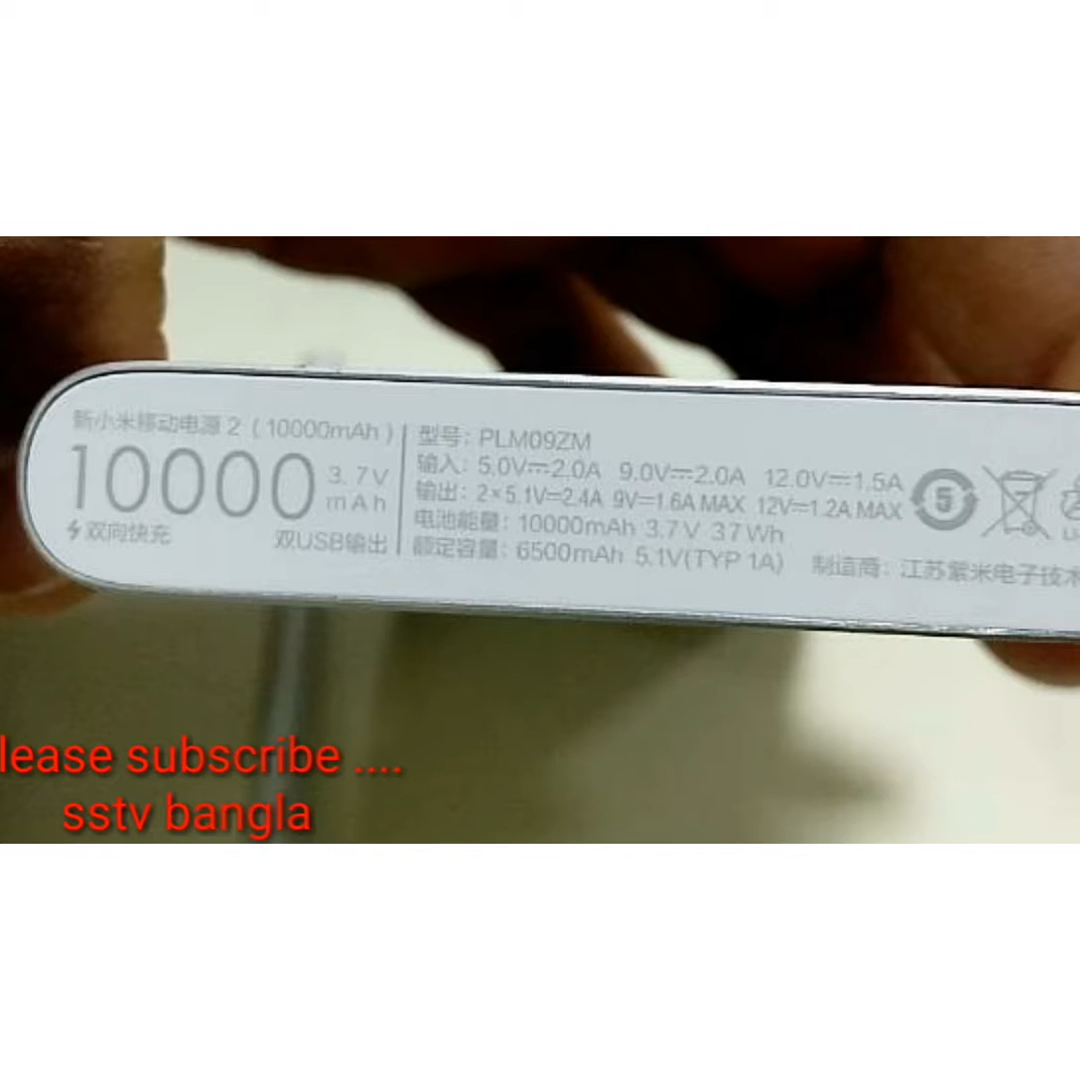 新小米移动电源 2 ( 10000mAh )
10000 3.7V
mAh
双向快充 双USB输出
型号: PLM09ZM
输入: 5.0V⎓2.0A 9.0V⎓2.0A 12.0V⎓1.5A
输出: 2×5.1V⎓2.4A 9V⎓1.6A MAX 12V⎓1.2A MAX
电池能量: 10000mAh 3.7V 37Wh
额定容量: 6500mAh 5.1V(TYP 1A) 制造商: 江苏紫米电子技术
5
lease subscribe ....
sstv bangla